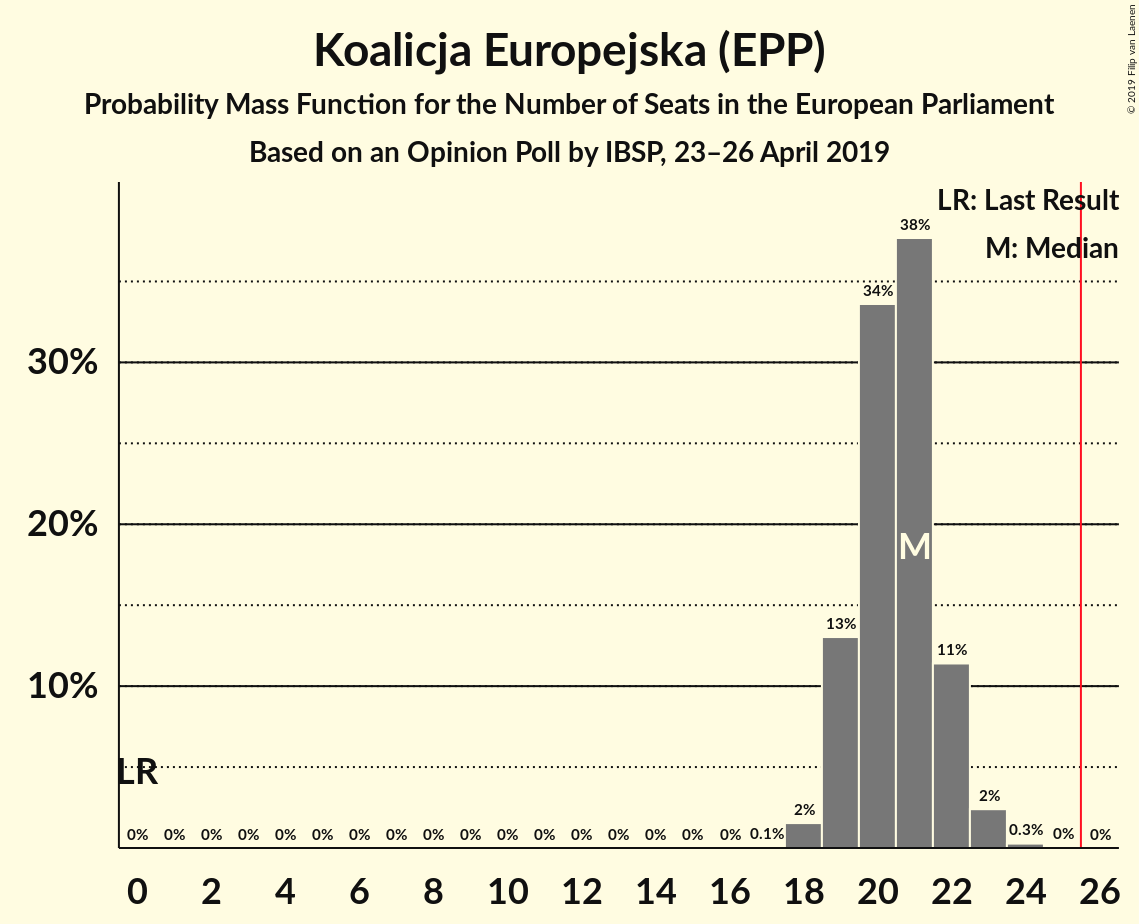 Koalicja Europejska (EPP)
Probability Mass Function for the Number of Seats in the European Parliament
Based on an Opinion Poll by IBSP, 23–26 April 2019
© 2019 Filip van Laenen
LR: Last Result
M: Median
38%
34%
30%
20%
M
13%
11%
10%
LR
2%
2%
0% 0% 0% 0% 0% 0% 0% 0% 0% 0% 0% 0% 0% 0% 0% 0% 0% 0.1% 0.3% 0% 0%
0 2 4 6 8 10 12 14 16 18 20 22 24 26